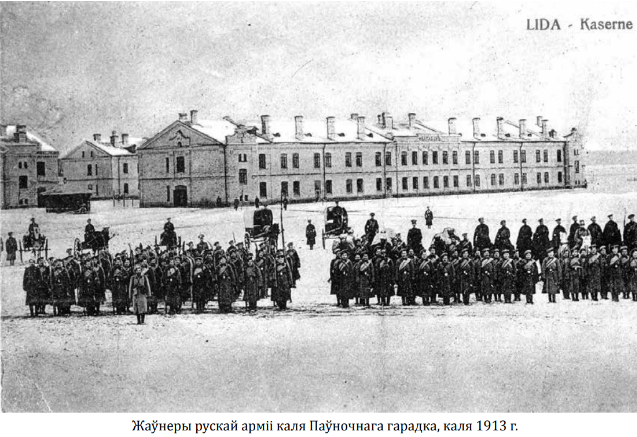 LIDA - Kaserne
Жаўнеры рускай арміі каля Паўночнага гарадка, каля 1913 г.